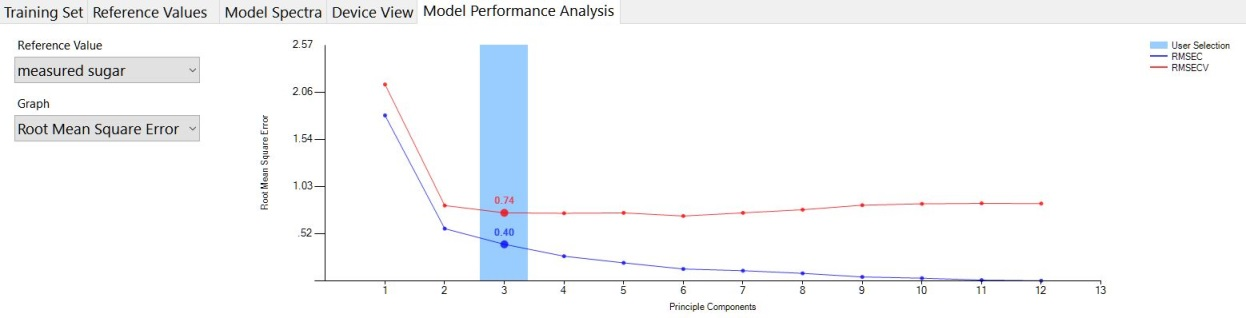 Training Set
Reference Values
Model Spectra
Device View
Model Performance Analysis
Reference Value
measured sugar
Graph
Root Mean Square Error
Root Mean Square Error
2.57
2.06
1.54
1.03
.52
0.74
0.40
1 2 3 4 5 6 7 8 9 10 11 12 13
Principle Components
User Selection
RMSEC
RMSECV